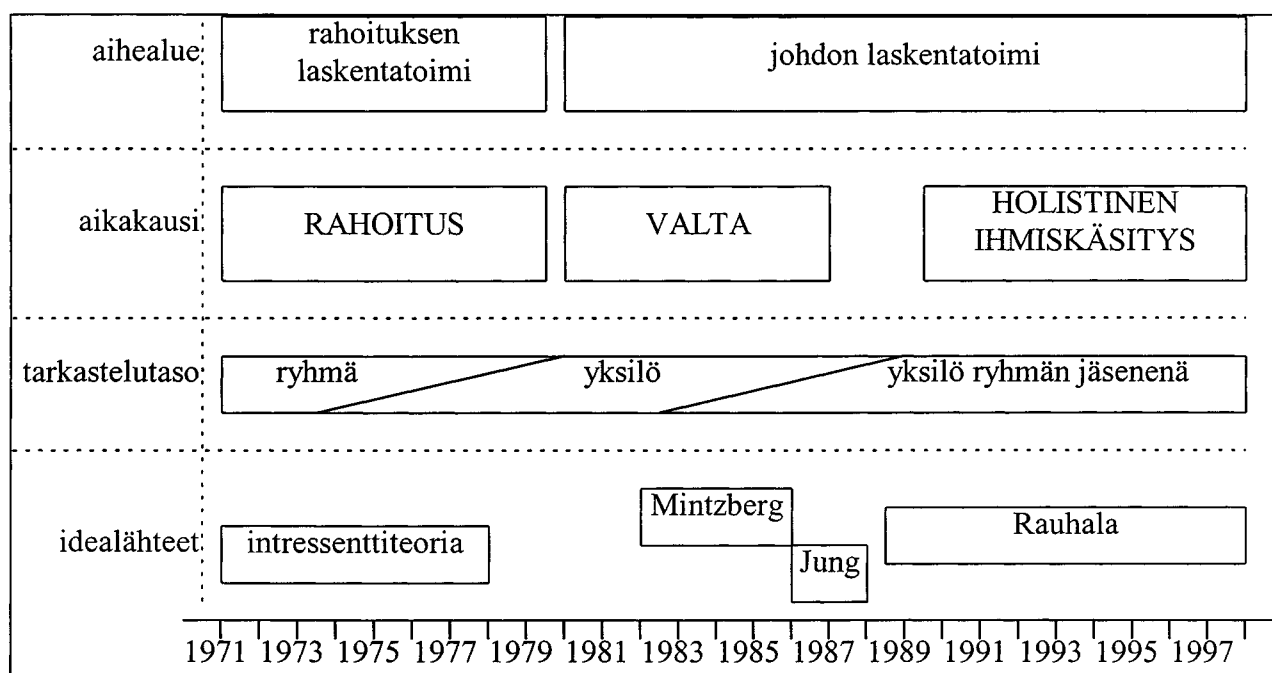 aihealue
rahoituksen
laskentatoimi
johdon laskentatoimi
aikakausi
RAHOITUS
VALTA
HOLISTINEN
IHMISKÄSITYS
tarkastelutaso
ryhmä
yksilö
yksilö ryhmän jäsenenä
idealähteet
intressenttiteoria
Mintzberg
Jung
Rauhala
1971 1973 1975 1977 1979 1981 1983 1985 1987 1989 1991 1993 1995 1997